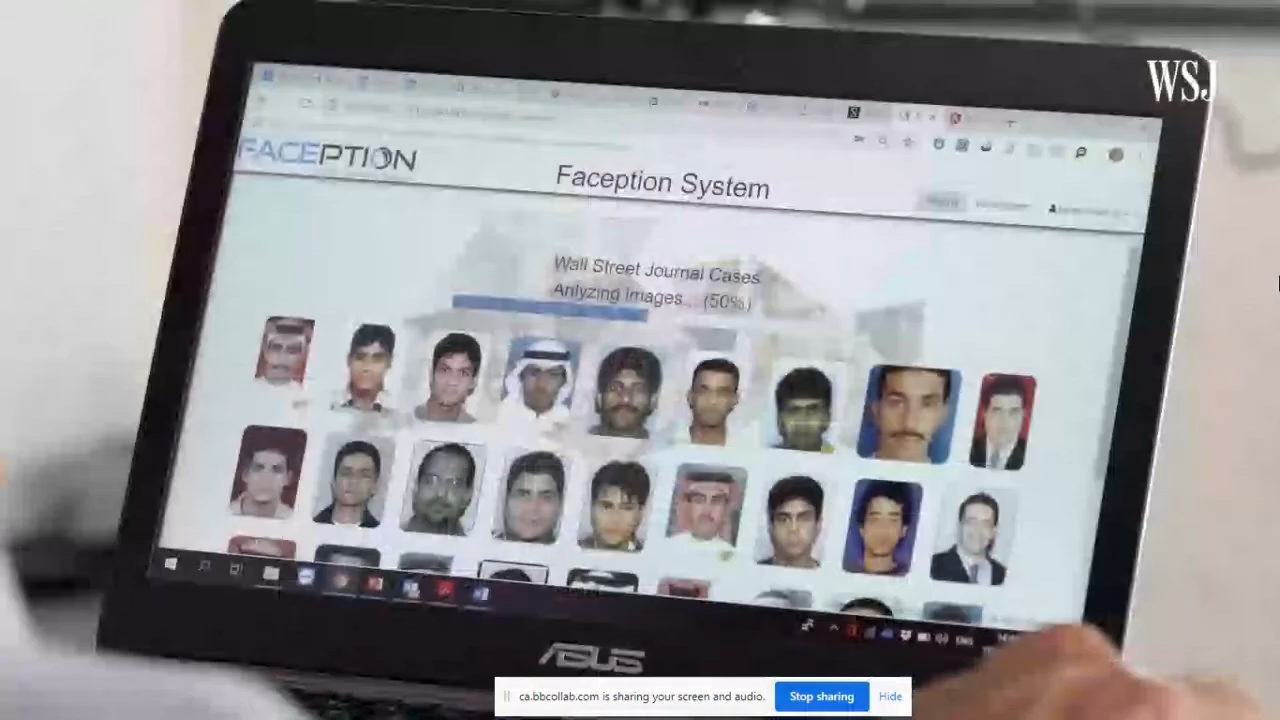 WSJ
FACEPTION
Faception System
Wall Street Journal Cases
Anlyzing Images... (50%)
ENG
ASUS
ca.bbcollab.com is sharing your screen and audio.
Stop sharing
Hide